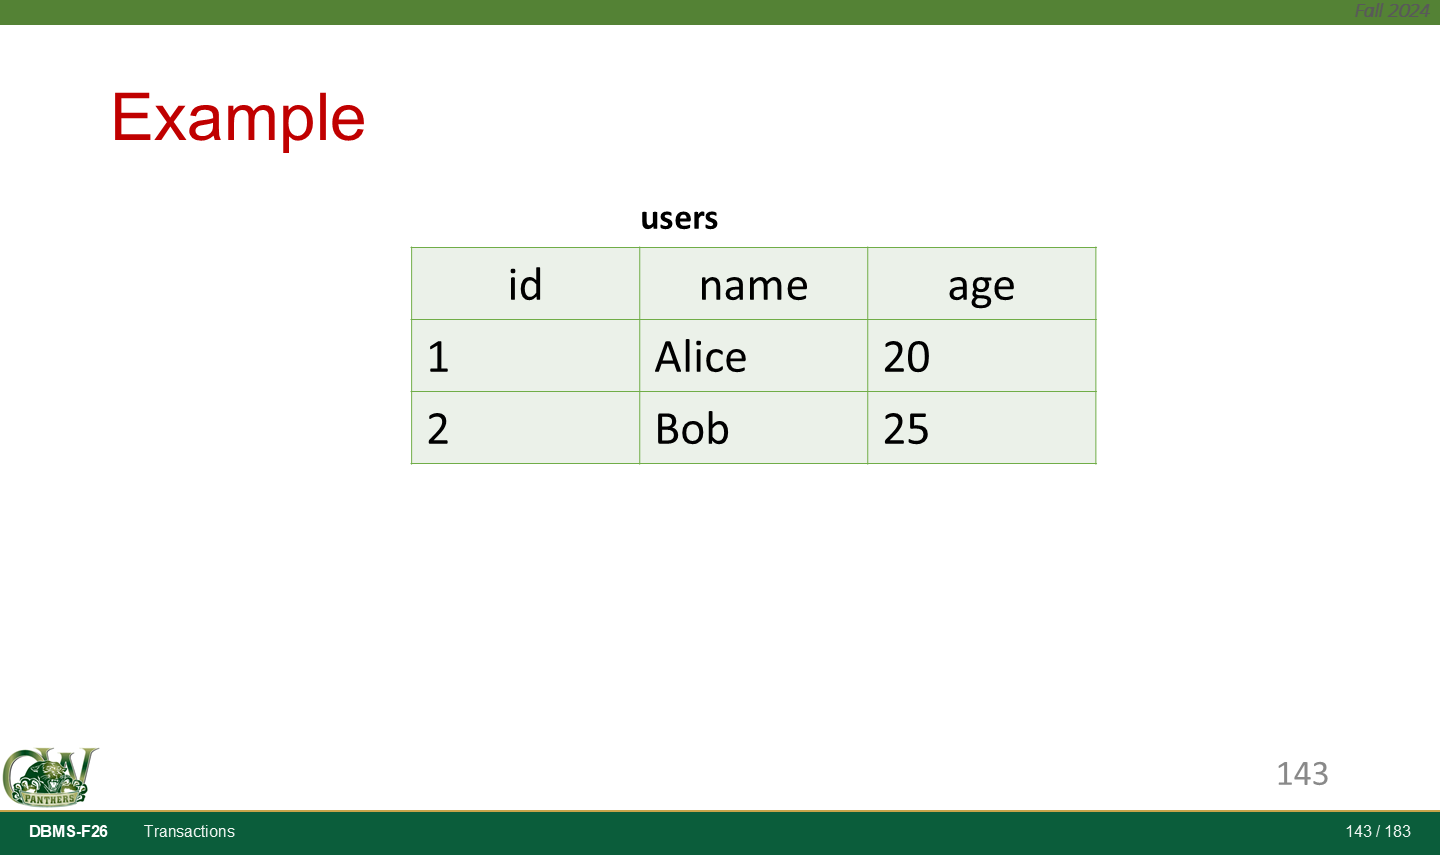 Fall 2024
Example
users
id name age
1 Alice 20
2 Bob 25
PANTHERS
143
DBMS-F26 Transactions 143 / 183